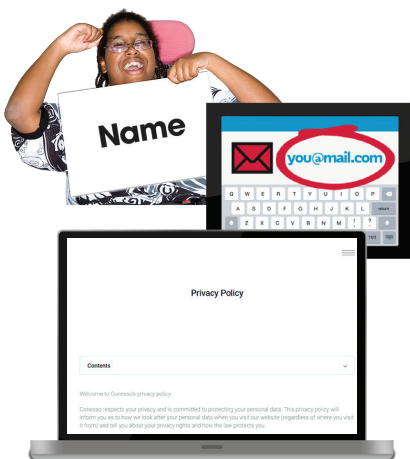 Name
you@mail.com
Q W E R T Y U I O P
A S D F G H J K L return
Z X C V B N M ! ?
.?123
Privacy Policy
Contents
Welcome to Conesso's privacy policy
Conesso respects your privacy and is committed to protecting your personal data. This privacy policy will
inform you as to how we look after your personal data when you visit our website (regardless of where you visit
it from) and tell you about your privacy rights and how the law protects you.